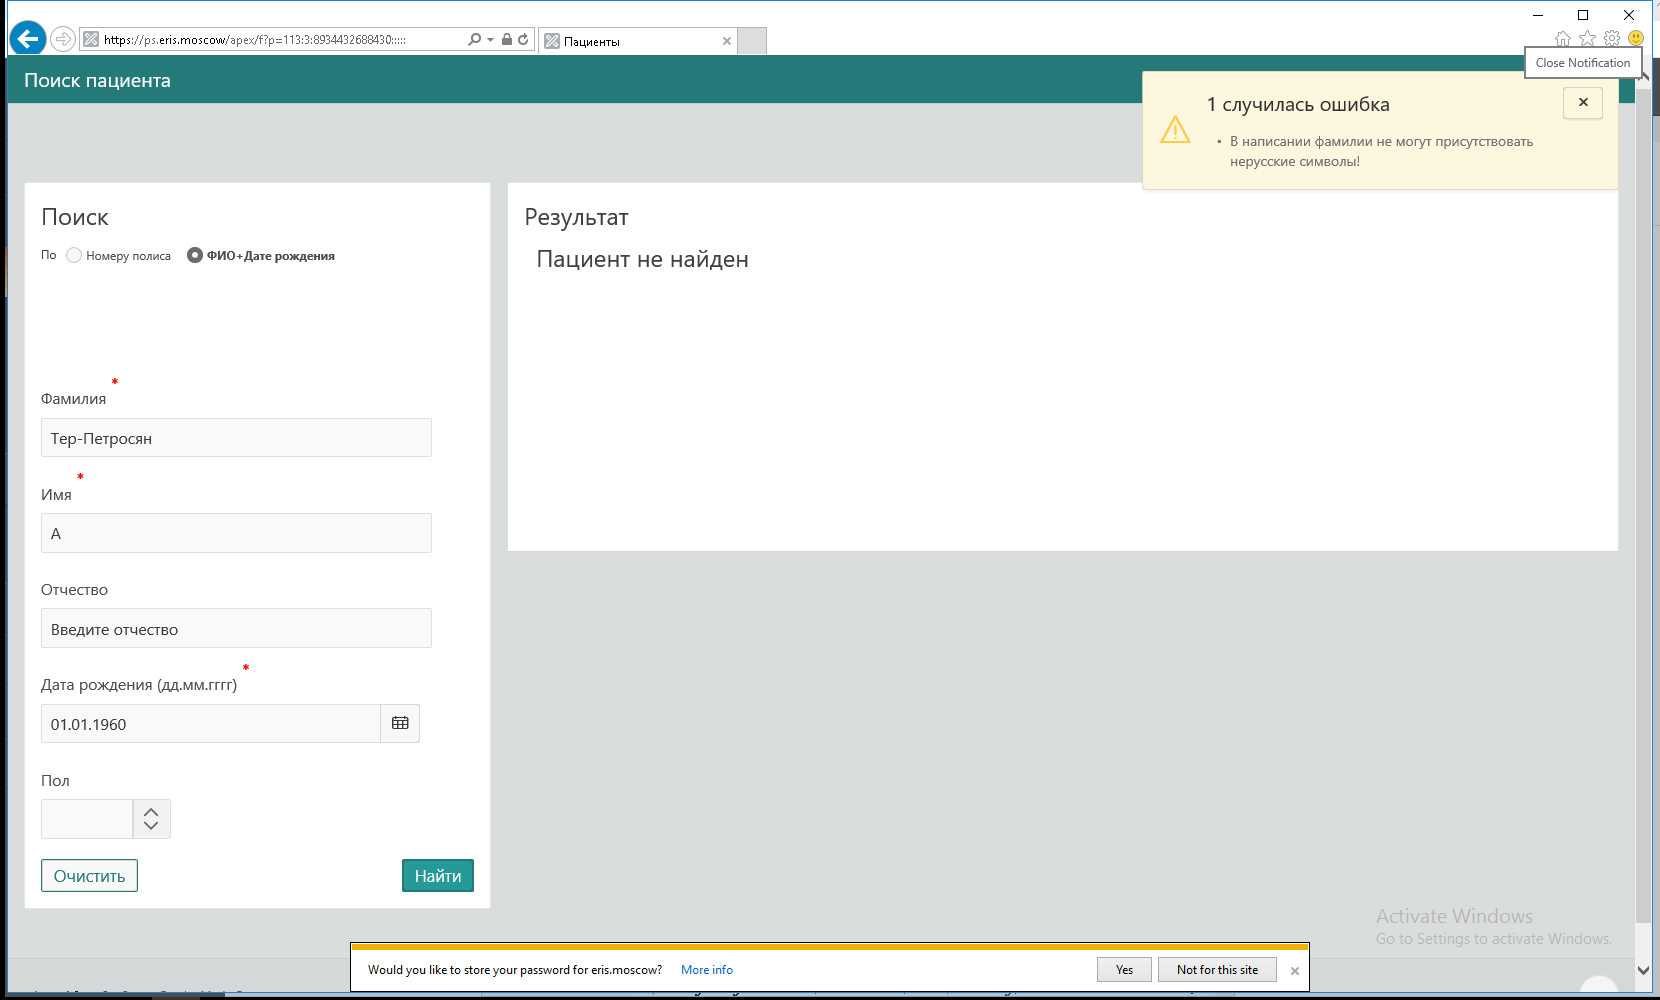 https://ps.eris.moscow/apex/f?p=113:3:8934432688430:::::
Пациенты
Close Notification
Поиск пациента
1 случилась ошибка
• В написании фамилии не могут присутствовать
нерусские символы!
Поиск
По Номеру полиса ФИО+Дате рождения
Результат
Пациент не найден
Фамилия *
Тер-Петросян
Имя *
А
Отчество
Введите отчество
Дата рождения (дд.мм.гггг) *
01.01.1960
Пол
Очистить
Найти
Activate Windows
Go to Settings to activate Windows.
Would you like to store your password for eris.moscow? More info Yes Not for this site